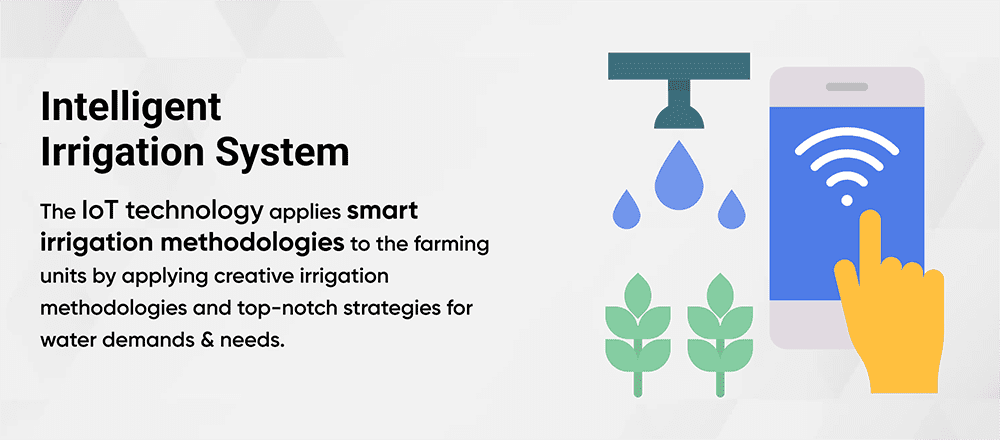 Intelligent
Irrigation System
The IoT technology applies smart
irrigation methodologies to the farming
units by applying creative irrigation
methodologies and top-notch strategies for
water demands & needs.